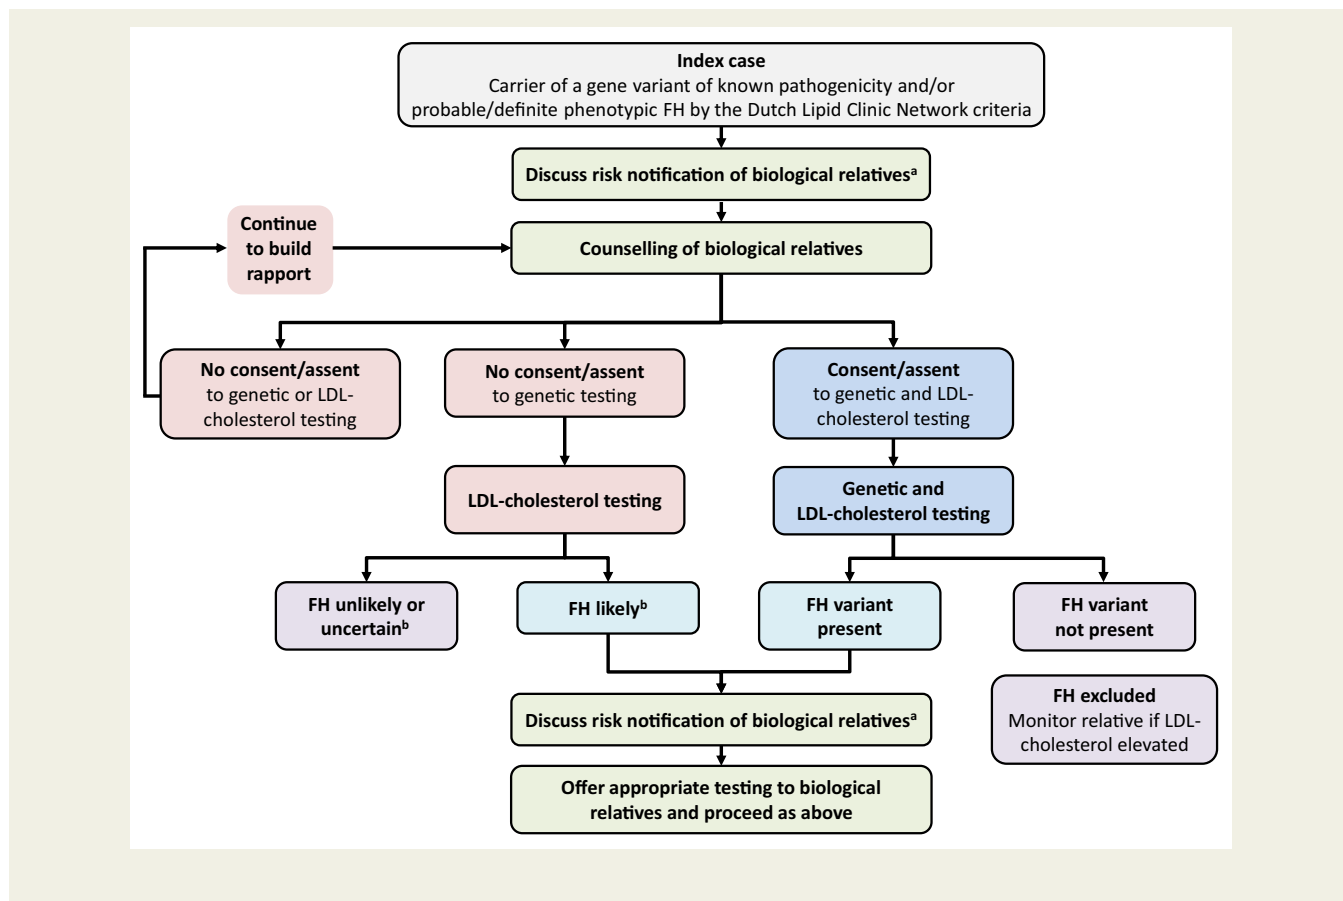 Index case
Carrier of a gene variant of known pathogenicity and/or
probable/definite phenotypic FH by the Dutch Lipid Clinic Network criteria
Discuss risk notification of biological relativesᵃ
Continue
to build
rapport
Counselling of biological relatives
No consent/assent
to genetic or LDL-
cholesterol testing
No consent/assent
to genetic testing
Consent/assent
to genetic and LDL-
cholesterol testing
LDL-cholesterol testing
Genetic and
LDL-cholesterol testing
FH unlikely or
uncertainᵇ
FH likelyᵇ
FH variant
present
FH variant
not present
FH excluded
Monitor relative if LDL-
cholesterol elevated
Discuss risk notification of biological relativesᵃ
Offer appropriate testing to biological
relatives and proceed as above